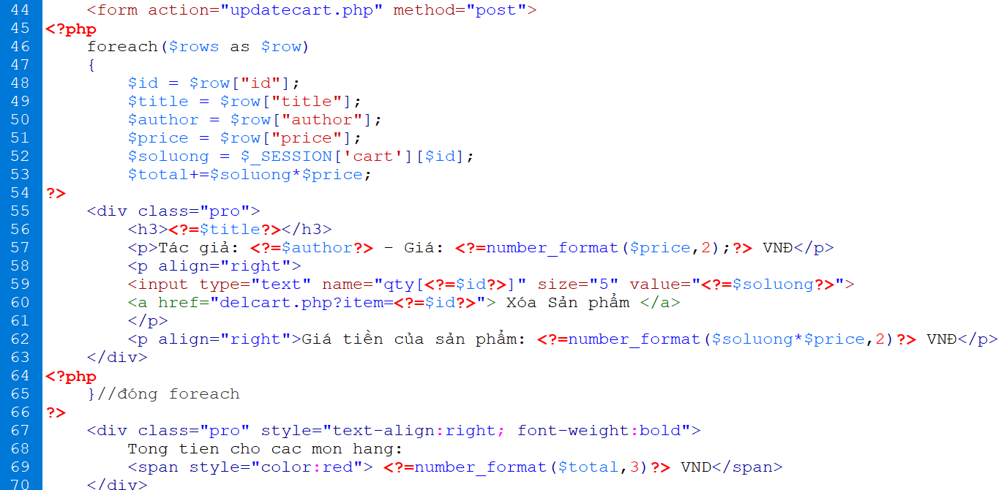 44 <form action="updatecart.php" method="post">
45 <?php
46 foreach($rows as $row)
47 {
48 $id = $row["id"];
49 $title = $row["title"];
50 $author = $row["author"];
51 $price = $row["price"];
52 $soluong = $_SESSION['cart'][$id];
53 $total+=$soluong*$price;
54 ?>
55 <div class="pro">
56 <h3><?=$title?></h3>
57 <p>Tác giả: <?=$author?> - Giá: <?=number_format($price,2);?> VNĐ</p>
58 <p align="right">
59 <input type="text" name="qty[<?=$id?>]" size="5" value="<?=$soluong?>">
60 <a href="delcart.php?item=<?=$id?>"> Xóa Sản phẩm </a>
61 </p>
62 <p align="right">Giá tiền của sản phẩm: <?=number_format($soluong*$price,2)?> VNĐ</p>
63 </div>
64 <?php
65 }//đóng foreach
66 ?>
67 <div class="pro" style="text-align:right; font-weight:bold">
68 Tong tien cho cac mon hang:
69 <span style="color:red"> <?=number_format($total,3)?> VND</span>
70 </div>